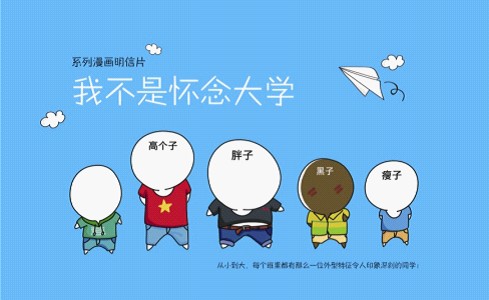 系列漫画明信片
我不是怀念大学
高个子
胖子
黑子
瘦子
从小到大，每个班里都有那么一位外型特征令人印象深刻的同学：